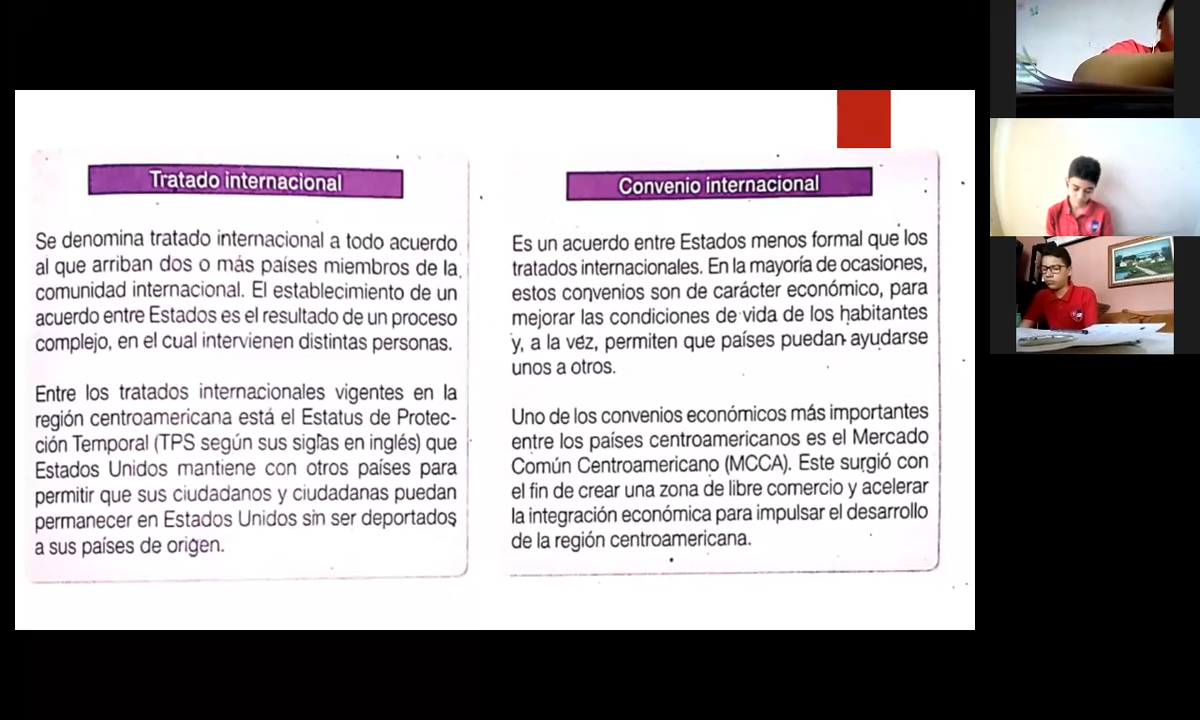 Tratado internacional
Se denomina tratado internacional a todo acuerdo
al que arriban dos o más países miembros de la
comunidad internacional. El establecimiento de un
acuerdo entre Estados es el resultado de un proceso
complejo, en el cual intervienen distintas personas.
Entre los tratados internacionales vigentes en la
región centroamericana está el Estatus de Protec-
ción Temporal (TPS según sus siglas en inglés) que
Estados Unidos mantiene con otros países para
permitir que sus ciudadanos y ciudadanas puedan
permanecer en Estados Unidos sin ser deportados
a sus países de origen.
Convenio internacional
Es un acuerdo entre Estados menos formal que los
tratados internacionales. En la mayoría de ocasiones,
estos convenios son de carácter económico, para
mejorar las condiciones de vida de los habitantes
y, a la vez, permiten que países puedan ayudarse
unos a otros.
Uno de los convenios económicos más importantes
entre los países centroamericanos es el Mercado
Común Centroamericano (MCCA). Este surgió con
el fin de crear una zona de libre comercio y acelerar
la integración económica para impulsar el desarrollo
de la región centroamericana.